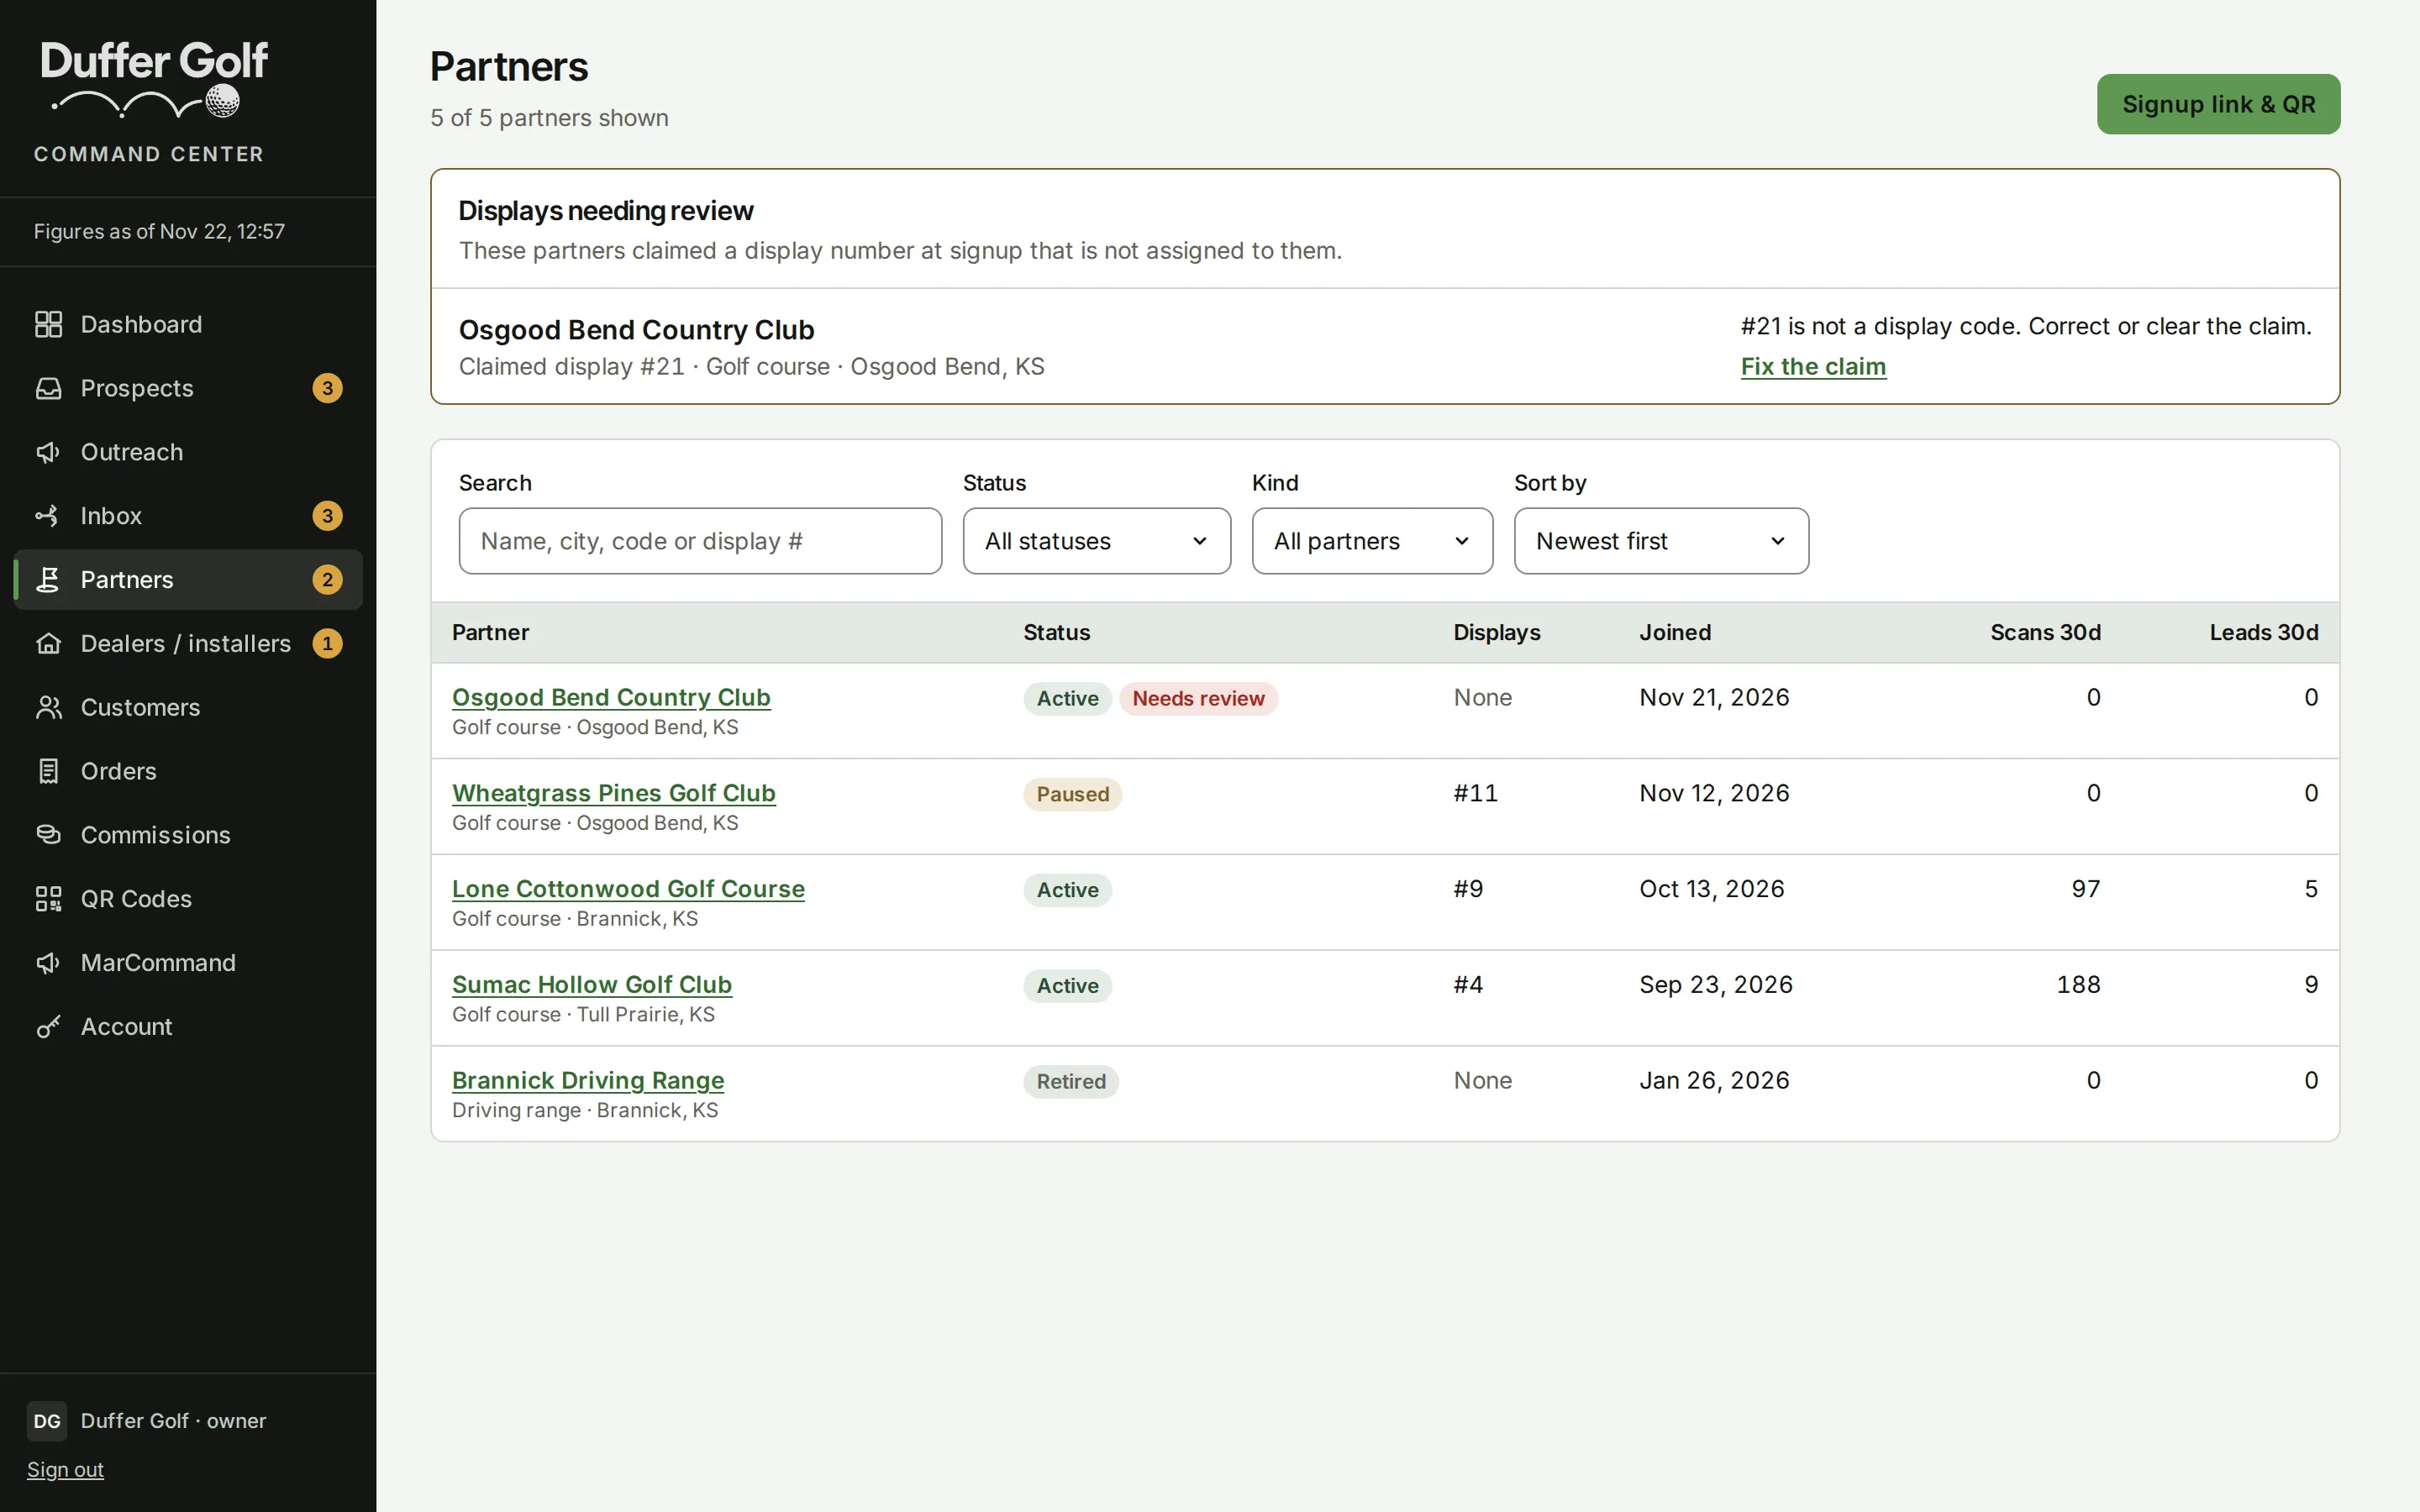 Duffer Golf
COMMAND CENTER
Figures as of Nov 22, 12:57
Dashboard
Prospects 3
Outreach
Inbox 3
Partners 2
Dealers / installers 1
Customers
Orders
Commissions
QR Codes
MarCommand
Account
DG Duffer Golf · owner
Sign out
Partners
5 of 5 partners shown
Signup link & QR
Displays needing review
These partners claimed a display number at signup that is not assigned to them.
Osgood Bend Country Club
Claimed display #21 · Golf course · Osgood Bend, KS
#21 is not a display code. Correct or clear the claim.
Fix the claim
Search Status Kind Sort by
Name, city, code or display # All statuses All partners Newest first
Partner Status Displays Joined Scans 30d Leads 30d
Osgood Bend Country Club Active Needs review None Nov 21, 2026 0 0
Golf course · Osgood Bend, KS
Wheatgrass Pines Golf Club Paused #11 Nov 12, 2026 0 0
Golf course · Osgood Bend, KS
Lone Cottonwood Golf Course Active #9 Oct 13, 2026 97 5
Golf course · Brannick, KS
Sumac Hollow Golf Club Active #4 Sep 23, 2026 188 9
Golf course · Tull Prairie, KS
Brannick Driving Range Retired None Jan 26, 2026 0 0
Driving range · Brannick, KS